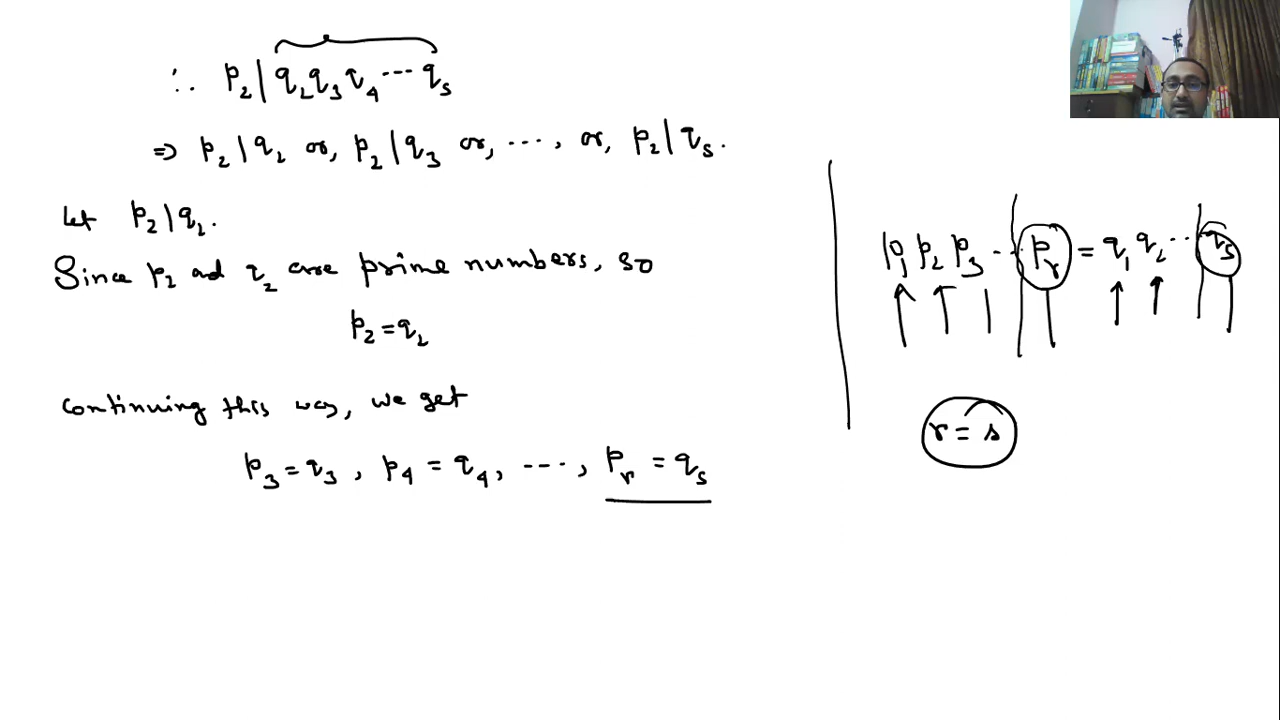 ∴ p₂ | q₂q₃q₄ ... qₛ
⇒ p₂ | q₂ or, p₂ | q₃ or, ..., or, p₂ | qₛ.
Let p₂ | q₂.
Since p₂ and q₂ are prime numbers, so
p₂ = q₂
continuing this way, we get
p₃ = q₃, p₄ = q₄, ----, pᵣ = qₛ
p₁ p₂ p₃ ... pᵣ = q₁ q₂ ... qₛ
r = s